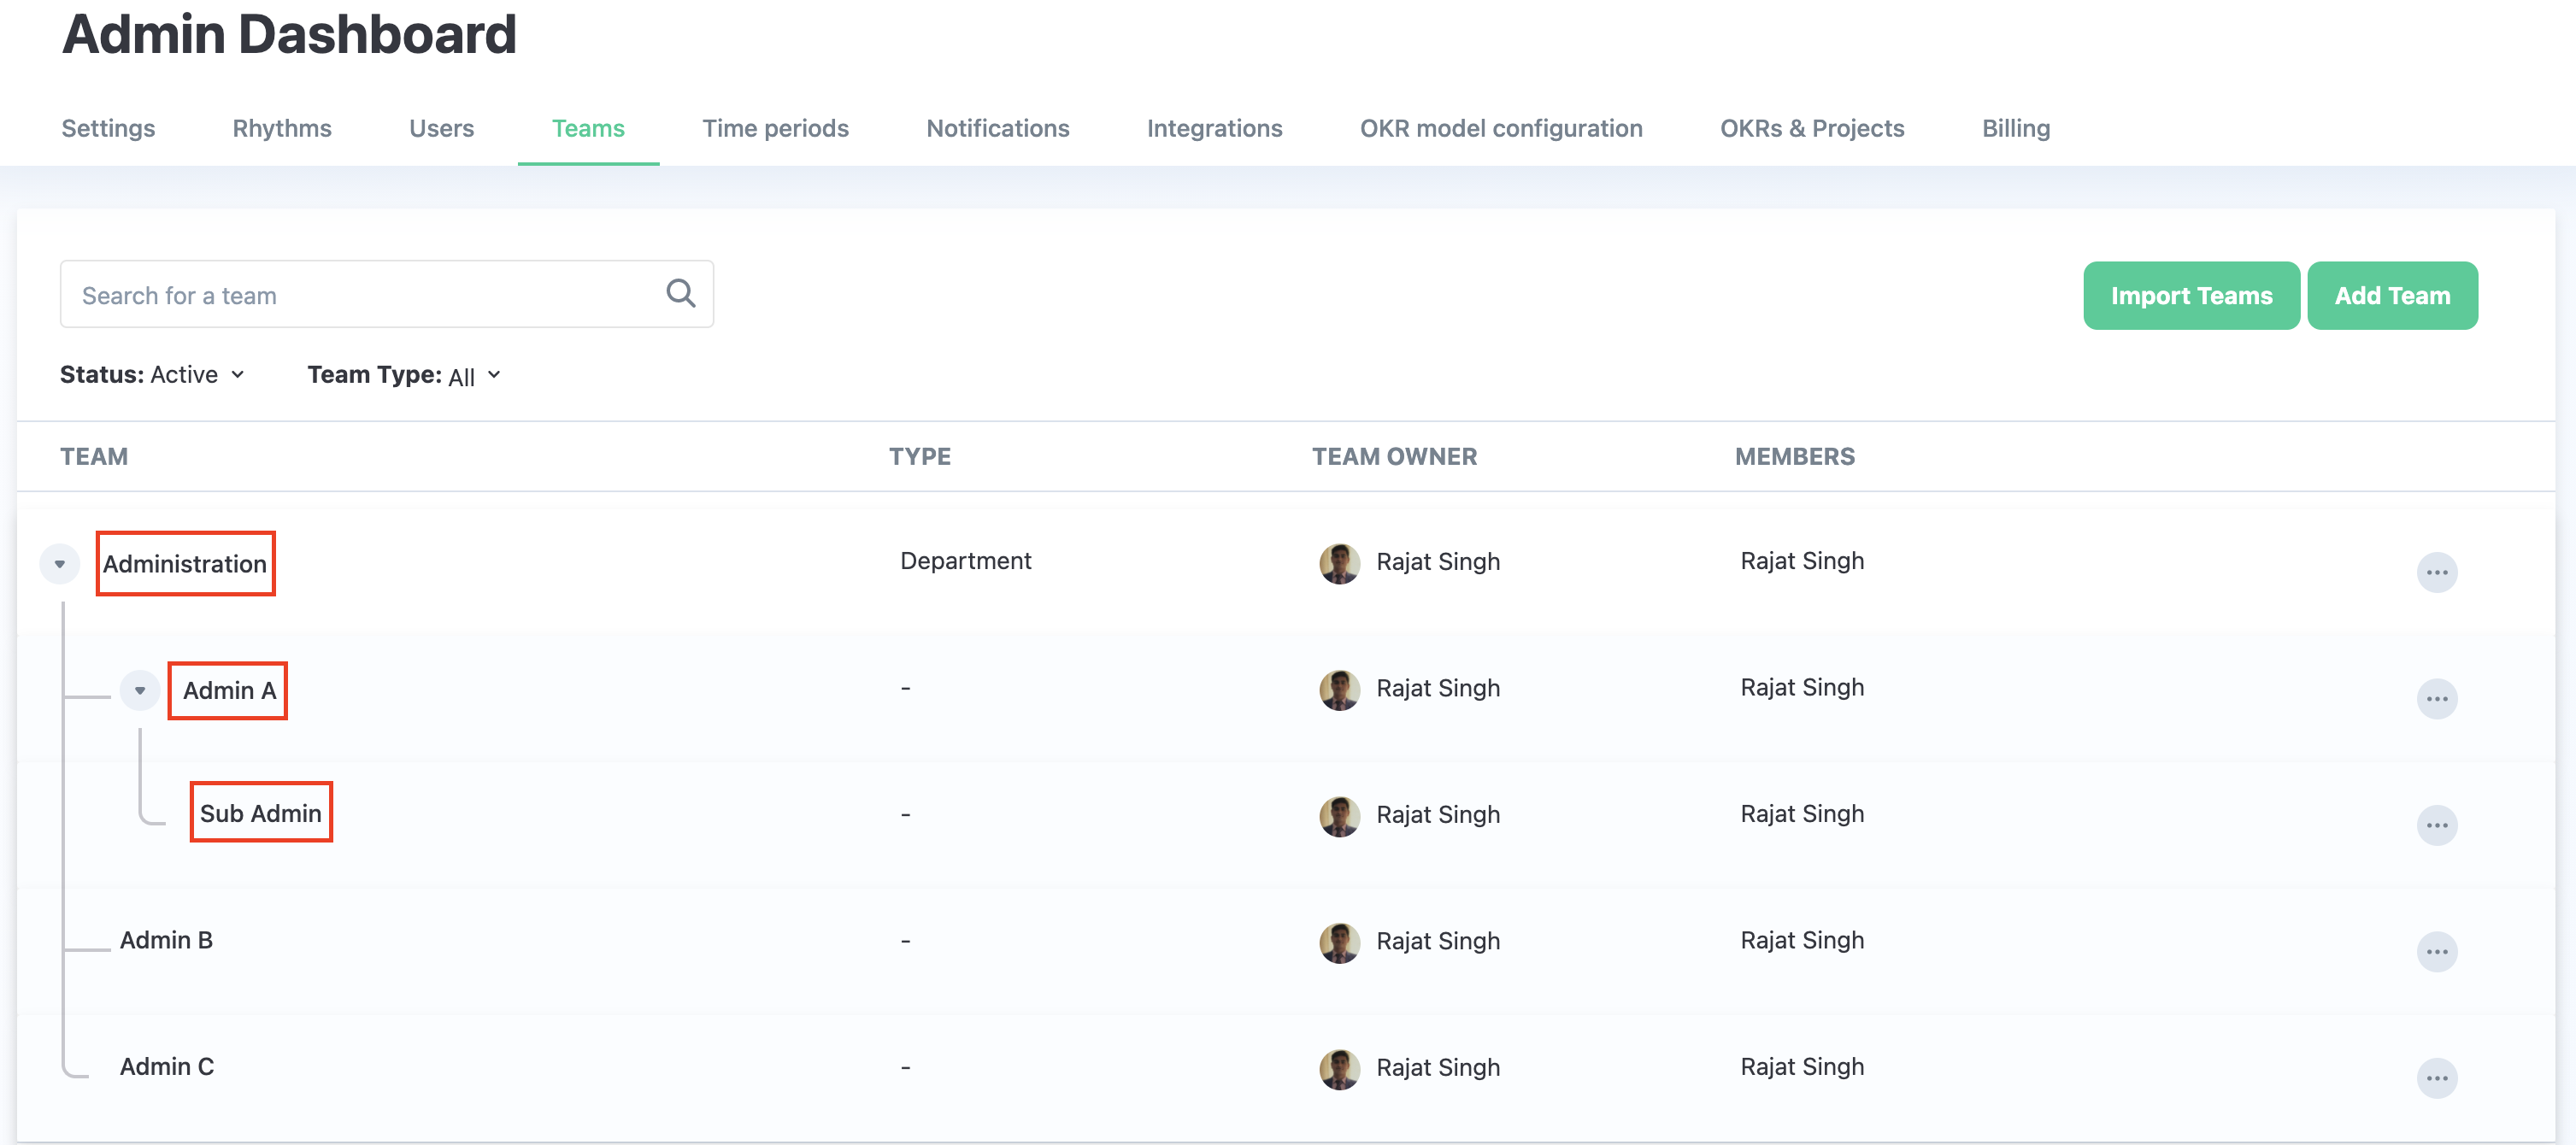 Admin Dashboard
Settings Rhythms Users Teams Time periods Notifications Integrations OKR model configuration OKRs & Projects Billing
Search for a team Import Teams Add Team
Status: Active Team Type: All
TEAM TYPE TEAM OWNER MEMBERS
Administration Department Rajat Singh Rajat Singh
Admin A - Rajat Singh Rajat Singh
Sub Admin - Rajat Singh Rajat Singh
Admin B - Rajat Singh Rajat Singh
Admin C - Rajat Singh Rajat Singh